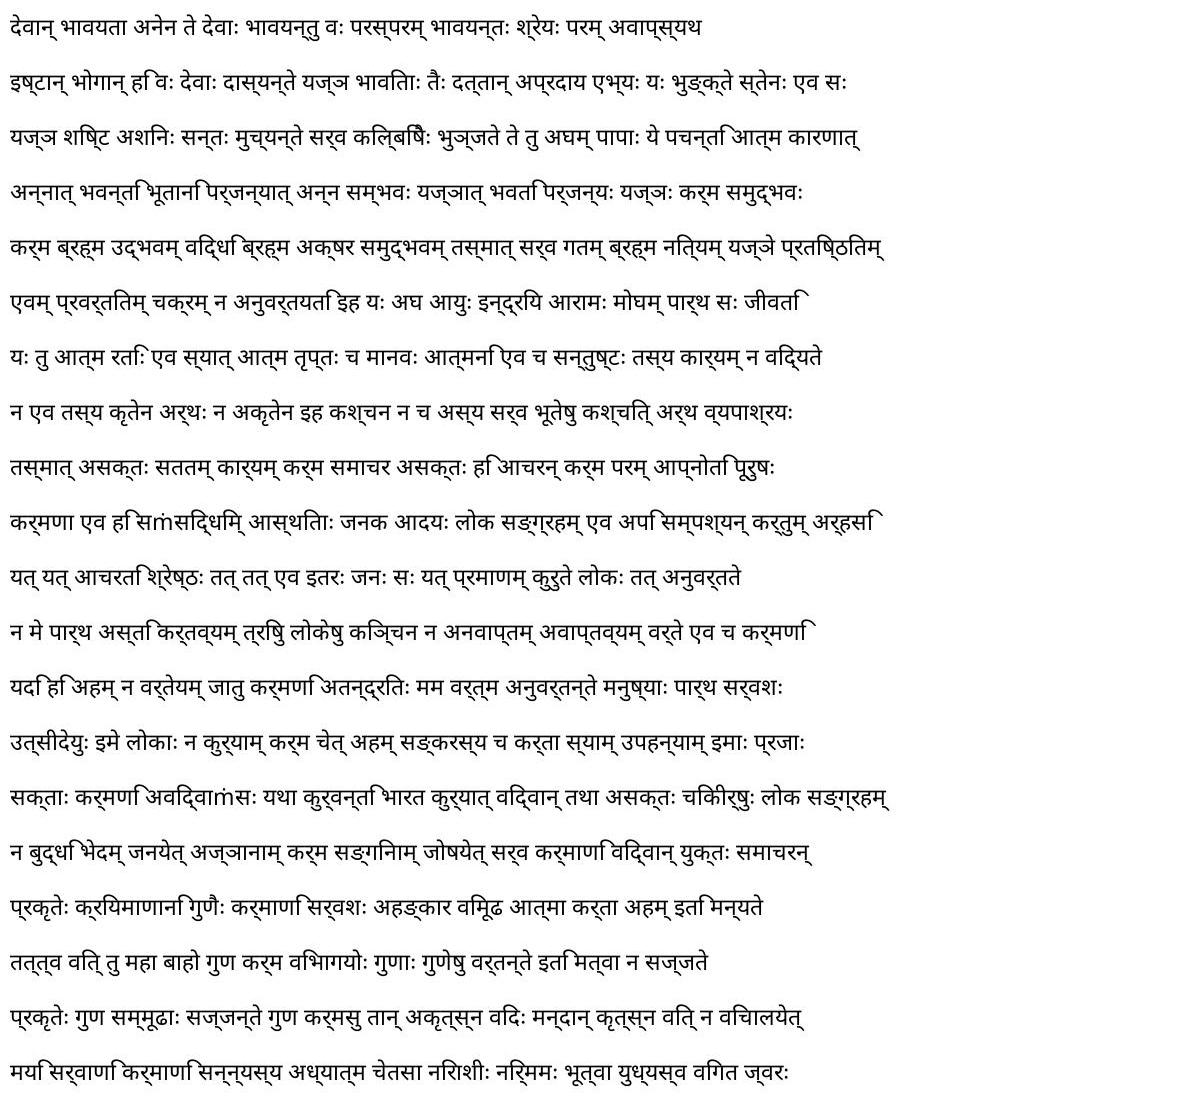 देवान् भावयता अनेन ते देवाः भावयन्तु वः परस्परम् भावयन्तः श्रेयः परम् अवाप्स्यथ
इष्टान् भोगान् हि वः देवाः दास्यन्ते यज्ञ भाविताः तैः दत्तान् अप्रदाय एभ्यः यः भुङ्क्ते स्तेनः एव सः
यज्ञ शिष्ट अशिनः सन्तः मुच्यन्ते सर्व किल्बिषैः भुञ्जते ते तु अघम् पापाः ये पचन्ति आत्म कारणात्
अन्नात् भवन्ति भूतानि पर्जन्यात् अन्न सम्भवः यज्ञात् भवति पर्जन्यः यज्ञः कर्म समुद्भवः
कर्म ब्रह्म उद्भवम् विद्धि ब्रह्म अक्षर समुद्भवम् तस्मात् सर्व गतम् ब्रह्म नित्यम् यज्ञे प्रतिष्ठितम्
एवम् प्रवर्तितम् चक्रम् न अनुवर्तयति इह यः अघ आयुः इन्द्रिय आरामः मोघम् पार्थ सः जीवति
यः तु आत्म रतिः एव स्यात् आत्म तृप्तः च मानवः आत्मनि एव च सन्तुष्टः तस्य कार्यम् न विद्यते
न एव तस्य कृतेन अर्थः न अकृतेन इह कश्चन न च अस्य सर्व भूतेषु कश्चित् अर्थ व्यपाश्रयः
तस्मात् असक्तः सततम् कार्यम् कर्म समाचर असक्तः हि आचरन् कर्म परम् आप्नोति पूरुषः
कर्मणा एव हि सिṁसद्धिम् आस्थिताः जनक आदयः लोक सङ्ग्रहम् एव अपि सम्पश्यन् कर्तुम् अर्हसि
यत् यत् आचरति श्रेष्ठः तत् तत् एव इतरः जनः सः यत् प्रमाणम् कुरुते लोकः तत् अनुवर्तते
न मे पार्थ अस्ति कर्तव्यम् त्रिषु लोकेषु किञ्चन न अनवाप्तम् अवाप्तव्यम् वर्ते एव च कर्मणि
यदि हि अहम् न वर्तेयम् जातु कर्मणि अतन्द्रितः मम वर्त्म अनुवर्तन्ते मनुष्याः पार्थ सर्वशः
उत्सीदेयुः इमे लोकाः न कुर्याम् कर्म चेत् अहम् सङ्करस्य च कर्ता स्याम् उपहन्याम् इमाः प्रजाः
सक्ताः कर्मणि अविद्वाṁसः यथा कुर्वन्ति भारत कुर्यात् विद्वान् तथा असक्तः चिकीर्षुः लोक सङ्ग्रहम्
न बुद्धि भेदम् जनयेत् अज्ञानाम् कर्म सङ्गिनाम् जोषयेत् सर्व कर्माणि विद्वान् युक्तः समाचरन्
प्रकृतेः क्रियमाणानि गुणैः कर्माणि सर्वशः अहङ्कार विमूढ आत्मा कर्ता अहम् इति मन्यते
तत्त्व वित् तु महा बाहो गुण कर्म विभागयोः गुणाः गुणेषु वर्तन्ते इति मत्वा न सज्जते
प्रकृतेः गुण सम्मूढाः सज्जन्ते गुण कर्मसु तान् अकृत्स्न विदः मन्दान् कृत्स्न वित् न विचालयेत्
मयि सर्वाणि कर्माणि सन्न्यस्य अध्यात्म चेतसा निराशीः निर्ममः भूत्वा युध्यस्व विगत ज्वरः